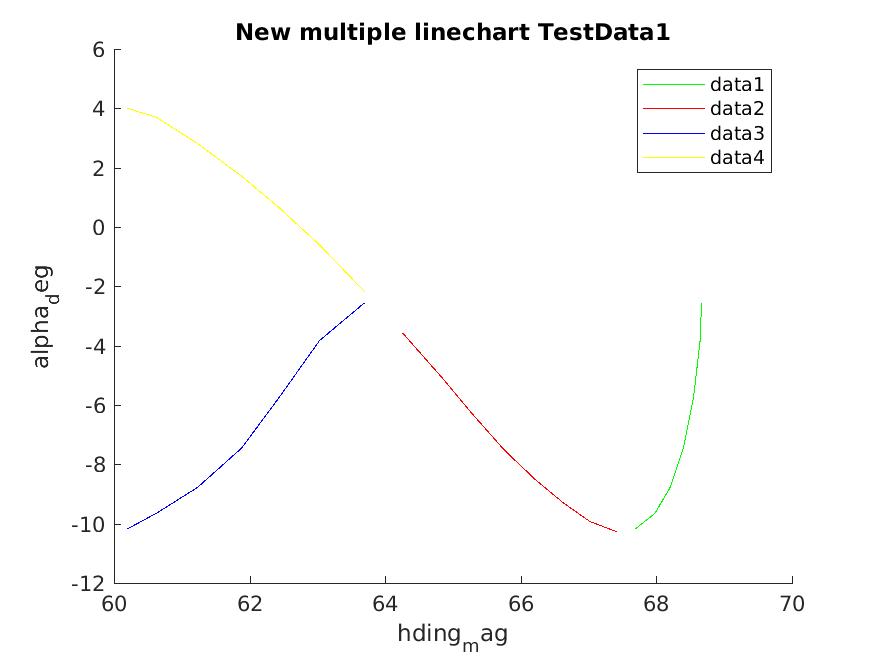 New multiple linechart TestData1
6
4
2
0
-2
-4
-6
-8
-10
-12
alpha_deg
data1
data2
data3
data4
60
62
64
66
68
70
hding_mag